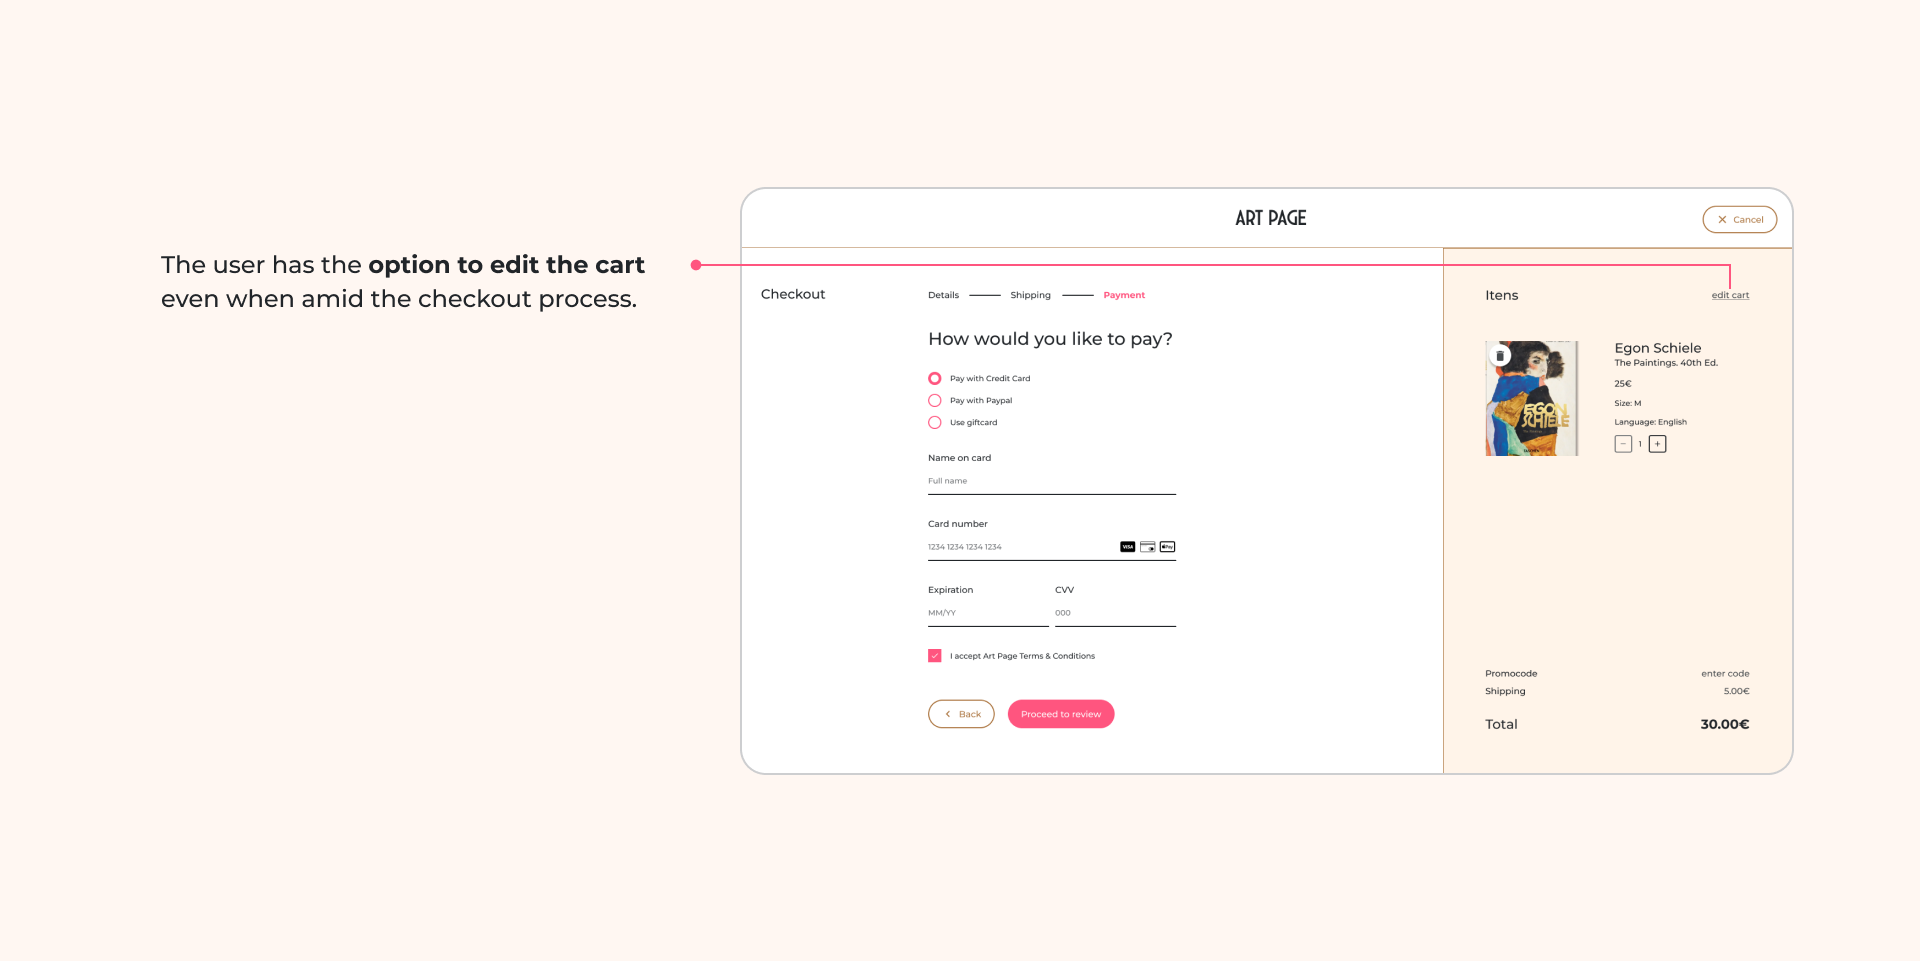 The user has the option to edit the cart
even when amid the checkout process.
ART PAGE
Cancel
Checkout
Details
Shipping
Payment
How would you like to pay?
Pay with Credit Card
Pay with Paypal
Use giftcard
Name on card
Full name
Card number
1234 1234 1234 1234
VISA
Pay
Expiration
CVV
MM/YY
000
I accept Art Page Terms & Conditions
Back
Proceed to review
Itens
edit cart
EGON
SCHIELE
Egon Schiele
The Paintings. 40th Ed.
25€
Size: M
Language: English
− 1 +
Promocode
enter code
Shipping
5.00€
Total
30.00€